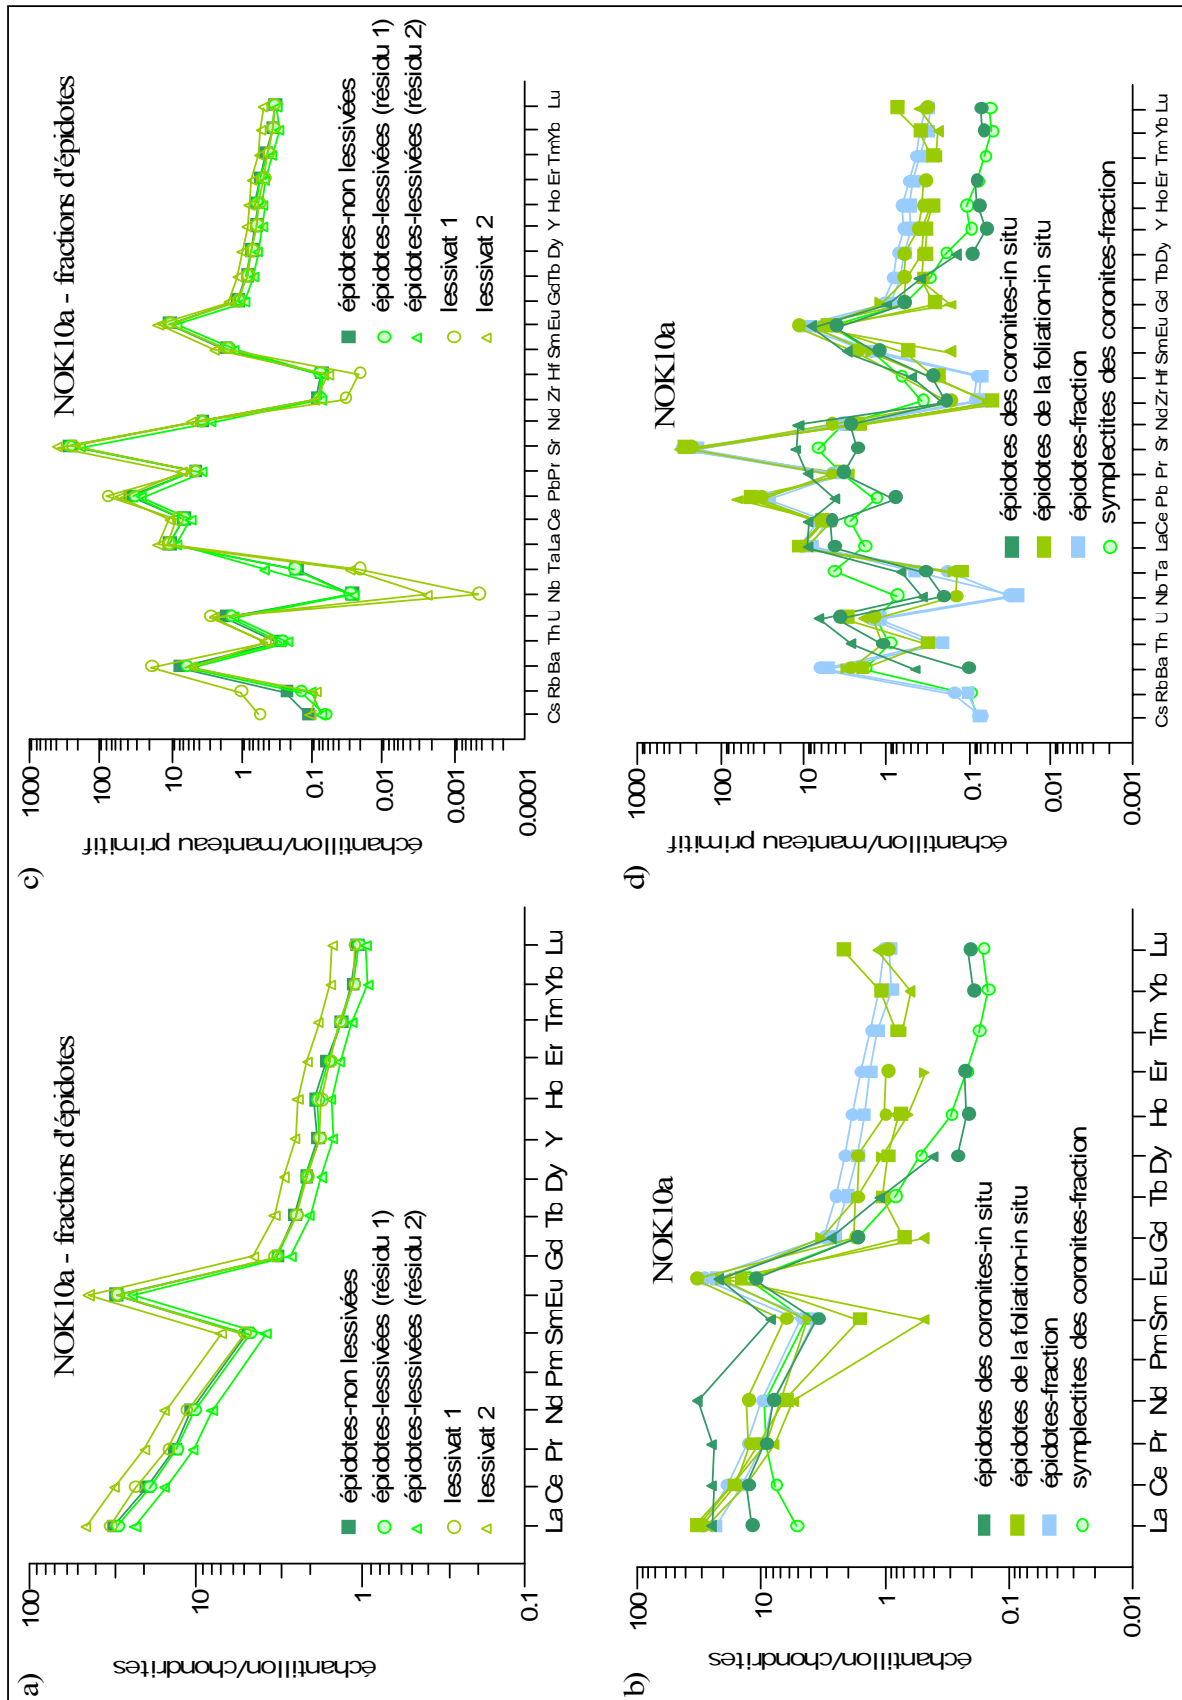 a)
NOK10a - fractions d'épidotes
échantillon/chondrites
100
10
1
0.1
La Ce Pr Nd Pm Sm Eu Gd Tb Dy Y Ho Er Tm Yb Lu
épidotes-non lessivées
épidotes-lessivées (résidu 1)
épidotes-lessivées (résidu 2)
lessivat 1
lessivat 2
c)
NOK10a - fractions d'épidotes
échantillon/manteau primitif
1000
100
10
1
0.1
0.01
0.001
0.0001
Cs Rb Ba Th U Nb Ta La Ce Pb Pr Sr Nd Zr Hf Sm Eu Gd Tb Dy Y Ho Er Tm Yb Lu
épidotes-non lessivées
épidotes-lessivées (résidu 1)
épidotes-lessivées (résidu 2)
lessivat 1
lessivat 2
b)
NOK10a
échantillon/chondrites
100
10
1
0.1
0.01
La Ce Pr Nd Pm Sm Eu Gd Tb Dy Ho Er Tm Yb Lu
épidotes des coronites-in situ
épidotes de la foliation-in situ
épidotes-fraction
symplectites des coronites-fraction
d)
NOK10a
échantillon/manteau primitif
1000
100
10
1
0.1
0.01
0.001
Cs Rb Ba Th U Nb Ta La Ce Pb Pr Sr Nd Zr Hf Sm Eu Gd Tb Dy Y Ho Er Tm Yb Lu
épidotes des coronites-in situ
épidotes de la foliation-in situ
épidotes-fraction
symplectites des coronites-fraction